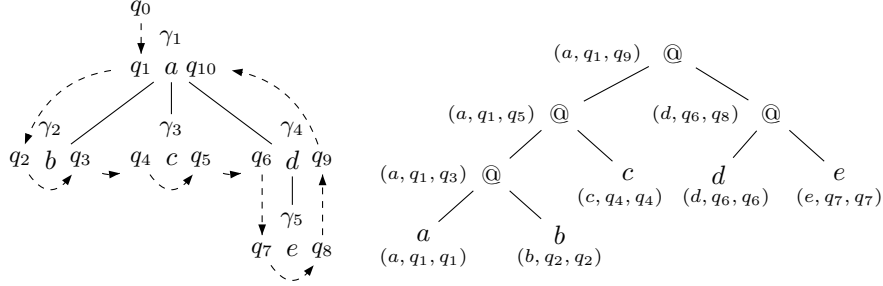 q₀
γ₁
q₁ a q₁₀
γ₂ γ₃ γ₄
q₂ b q₃ q₄ c q₅ q₆ d q₉
γ₅
q₇ e q₈
(a, q₁, q₉) @
(a, q₁, q₅) @ (d, q₆, q₈) @
(a, q₁, q₃) @ c d e
(c, q₄, q₄) (d, q₆, q₆) (e, q₇, q₇)
a b
(a, q₁, q₁) (b, q₂, q₂)